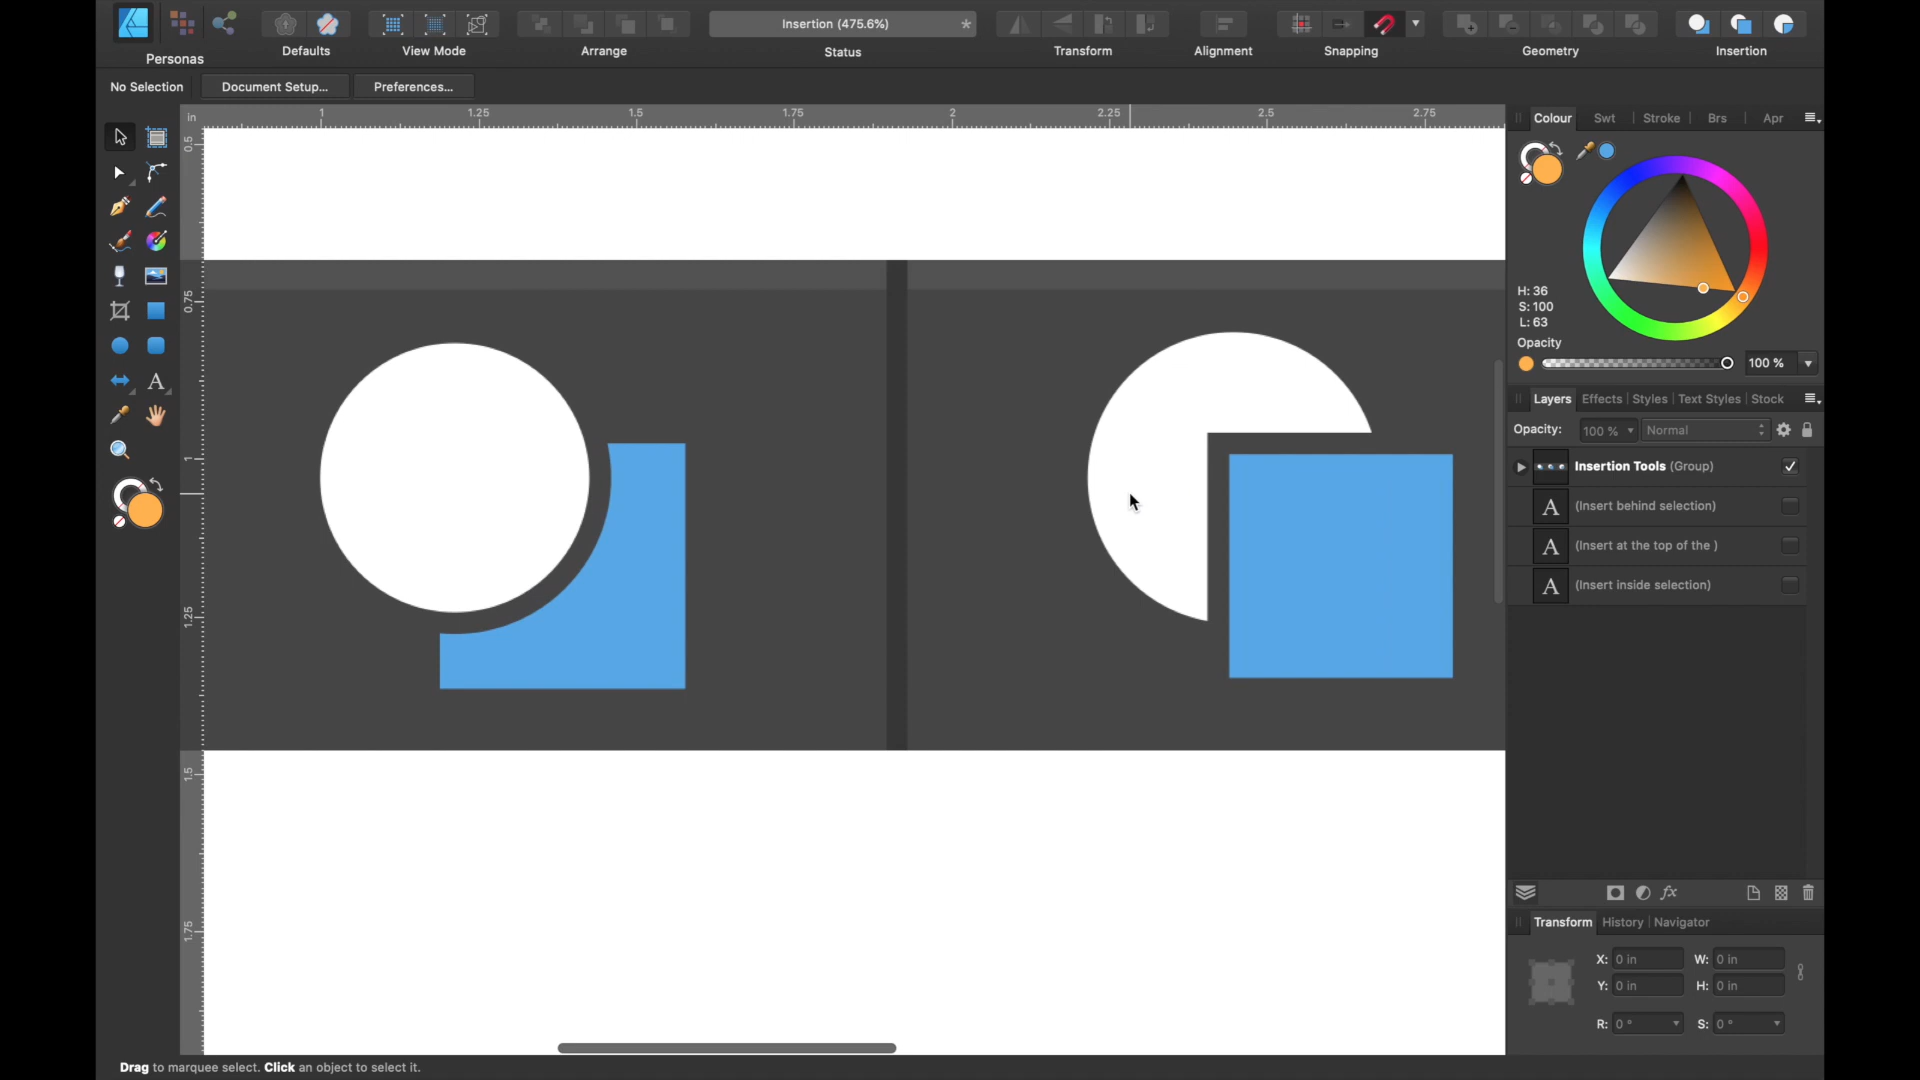 Insertion (475.6%) *
Personas
Defaults
View Mode
Arrange
Status
Transform
Alignment
Snapping
Geometry
Insertion
No Selection
Document Setup...
Preferences...
in
1
1.25
1.5
1.75
2
2.25
2.5
2.75
0.5
0.75
1
1.25
1.5
1.75
Colour
Swt
Stroke
Brs
Apr
H: 36
S: 100
L: 63
Opacity
100 %
Layers
Effects
Styles
Text Styles
Stock
Opacity:
100 %
Normal
Insertion Tools (Group)
A
(Insert behind selection)
A
(Insert at the top of the )
A
(Insert inside selection)
fx
Transform
History
Navigator
X: 0 in
W: 0 in
Y: 0 in
H: 0 in
R: 0 °
S: 0 °
Drag to marquee select. Click an object to select it.